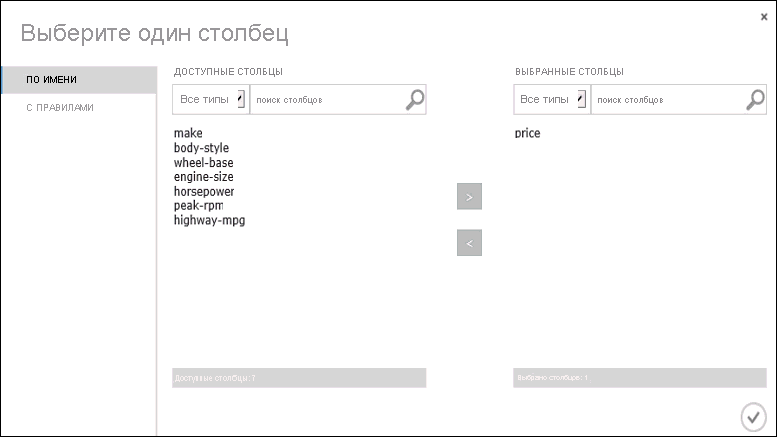 Выберите один столбец
ПО ИМЕНИ
С ПРАВИЛАМИ
ДОСТУПНЫЕ СТОЛБЦЫ
Все типы
поиск столбцов
make
body-style
wheel-base
engine-size
horsepower
peak-rpm
highway-mpg
Доступные столбцы: 7
>
<
ВЫБРАННЫЕ СТОЛБЦЫ
Все типы
поиск столбцов
price
Выбрано столбцов: 1